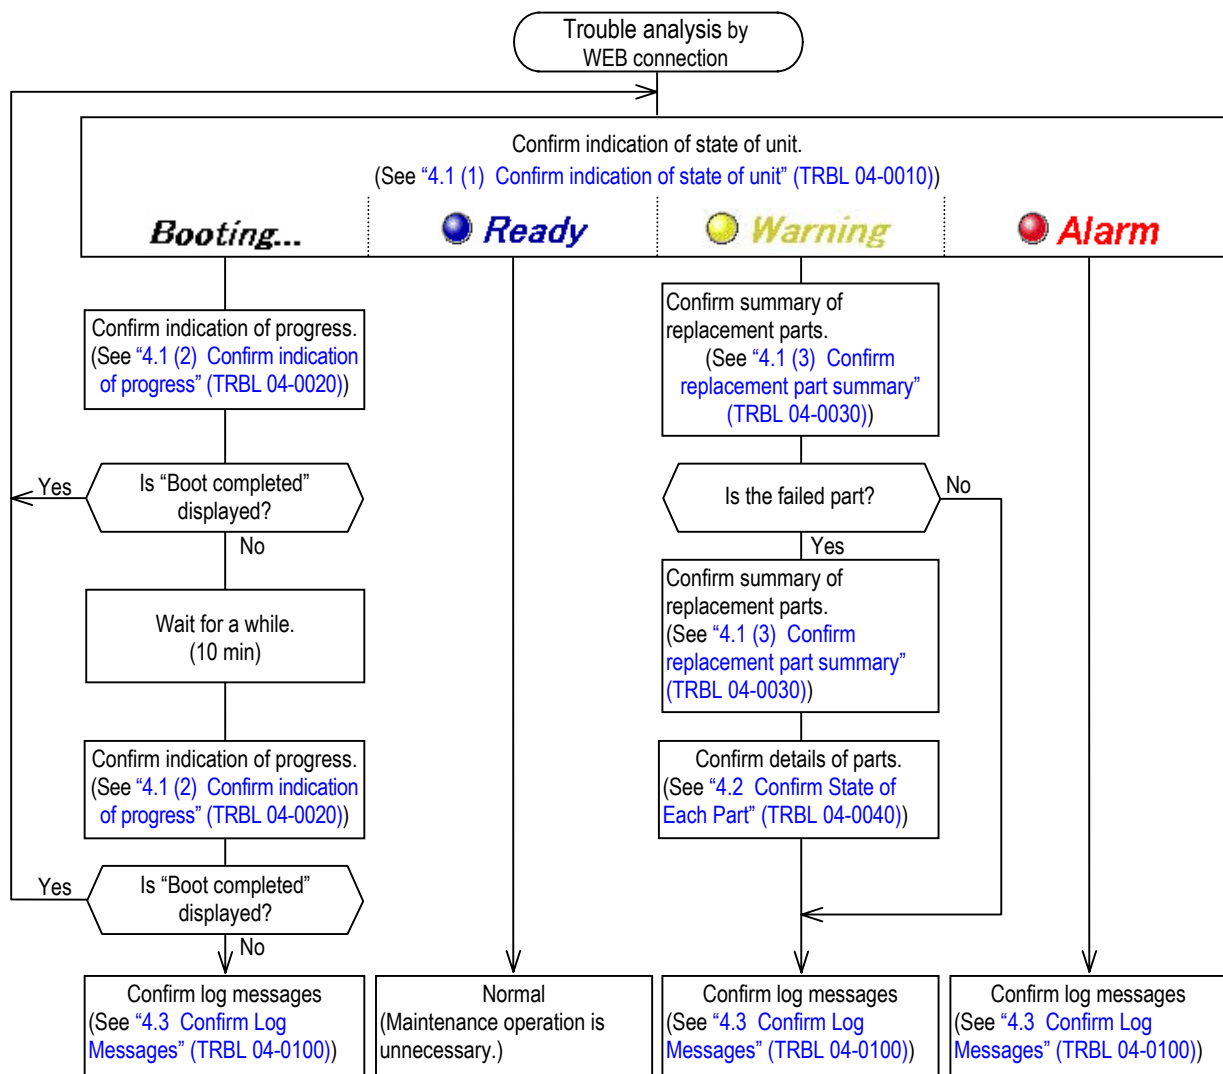 Trouble analysis by
WEB connection
Confirm indication of state of unit.
(See “4.1 (1)  Confirm indication of state of unit” (TRBL 04-0010))
Booting...
Ready
Warning
Alarm
Confirm indication of progress.
(See “4.1 (2)  Confirm indication
of progress” (TRBL 04-0020))
Yes
Is “Boot completed”
displayed?
No
Wait for a while.
(10 min)
Confirm indication of progress.
(See “4.1 (2)  Confirm indication
of progress” (TRBL 04-0020))
Yes
Is “Boot completed”
displayed?
No
Confirm log messages
(See “4.3  Confirm Log
Messages” (TRBL 04-0100))
Normal
(Maintenance operation is
unnecessary.)
Confirm summary of
replacement parts.
(See “4.1 (3)  Confirm
replacement part summary”
(TRBL 04-0030))
Is the failed part?
No
Yes
Confirm summary of
replacement parts.
(See “4.1 (3)  Confirm
replacement part summary”
(TRBL 04-0030))
Confirm details of parts.
(See “4.2  Confirm State of
Each Part” (TRBL 04-0040))
Confirm log messages
(See “4.3  Confirm Log
Messages” (TRBL 04-0100))
Confirm log messages
(See “4.3  Confirm Log
Messages” (TRBL 04-0100))